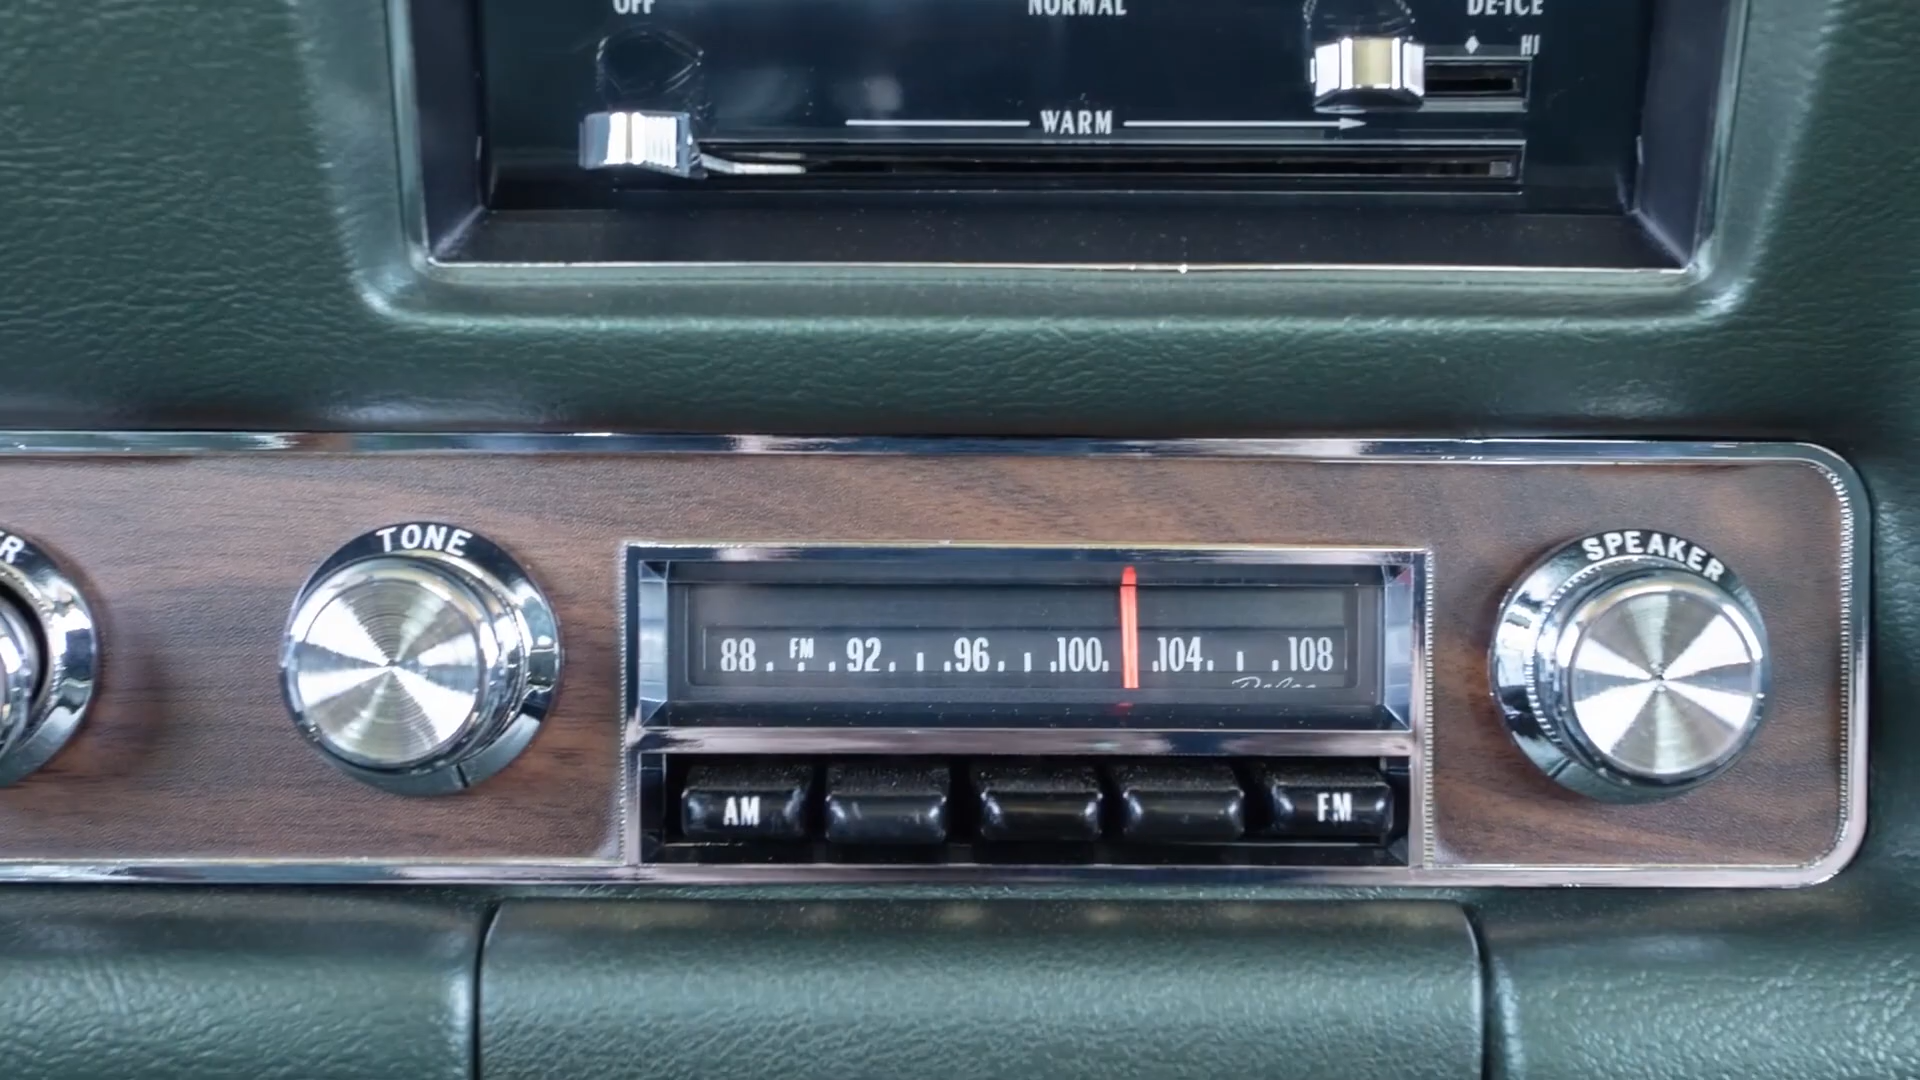 OFF NORMAL DE-ICE
HI
WARM
TONE
SPEAKER
88 FM 92 96 100 104 108
AM FM